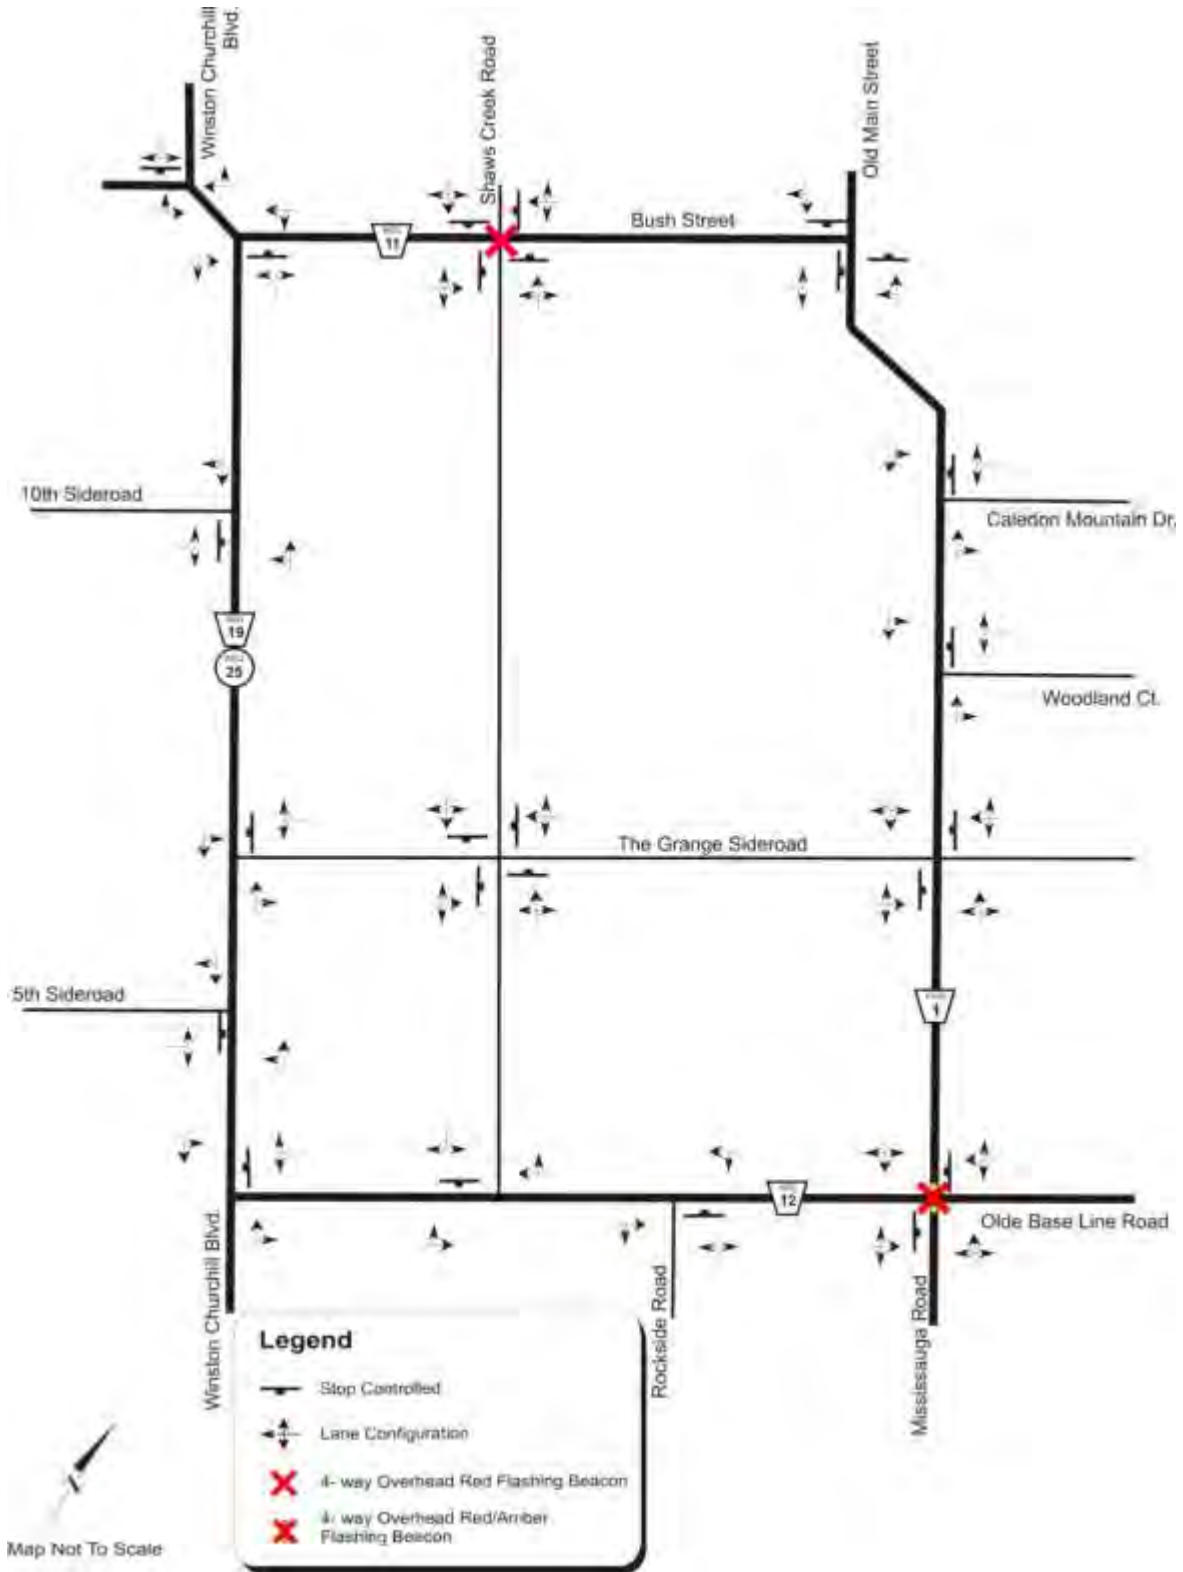 Winston Churchill
Blvd.
Shaws Creek Road
Old Main Street
Bush Street
11
10th Sideroad
Caledon Mountain Dr.
19
25
Woodland Ct.
The Grange Sideroad
5th Sideroad
1
12
Olde Base Line Road
Winston Churchill Blvd.
Rockside Road
Mississauga Road
Legend
Stop Controlled
Lane Configuration
4- way Overhead Red Flashing Beacon
4- way Overhead Red/Amber
Flashing Beacon
N
Map Not To Scale